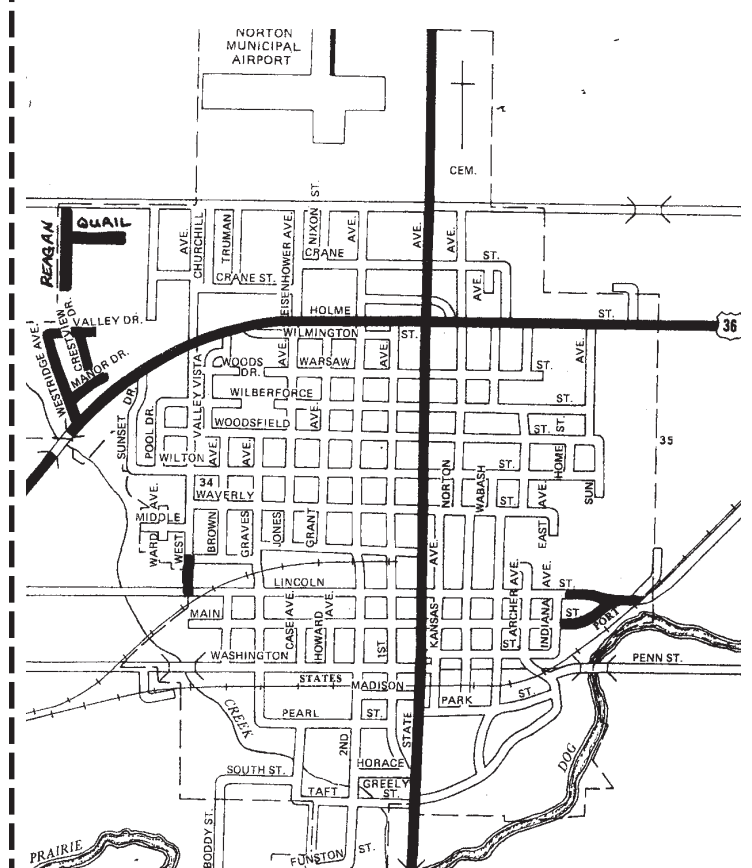 NORTON
MUNICIPAL
AIRPORT
CEM.
REAGAN
QUAIL
AVE.
CHURCHILL
TRUMAN
EISENHOWER AVE.
NIXON
ST.
AVE.
AVE.
AVE.
CRANE
ST.
CRANE ST.
AVE.
VALLEY DR.
CRESTVIEW
DR.
WESTRIDGE AVE.
MANOR DR.
HOLME
ST.
36
WILMINGTON
ST.
WOODS
DR.
AVE.
WARSAW
AVE.
ST.
AVE.
WILBERFORCE
ST.
SUNSET
DR.
POOL DR.
VALLEY VISTA
WOODSFIELD
AVE.
ST.
ST.
35
WILTON
AVE.
AVE.
ST.
HOME
34
WAVERLY
NORTON
WABASH
ST.
AVE.
SUN
AVE.
MIDDLE
WARD
WEST
BROWN
GRAVES
JONES
GRANT
EAST
LINCOLN
AVE.
ARCHER AVE.
AVE.
ST.
MAIN
CASE AVE.
HOWARD
AVE.
KANSAS
INDIANA
ST
PORT
WASHINGTON
1ST
ST.
PENN ST.
STATES
MADISON
PARK
ST.
CREEK
PEARL
ST.
2ND
STATE
DOG
HORACE
SOUTH ST.
GREELY
ST.
TAFT
BODDY ST.
FUNSTON
ST.
PRAIRIE